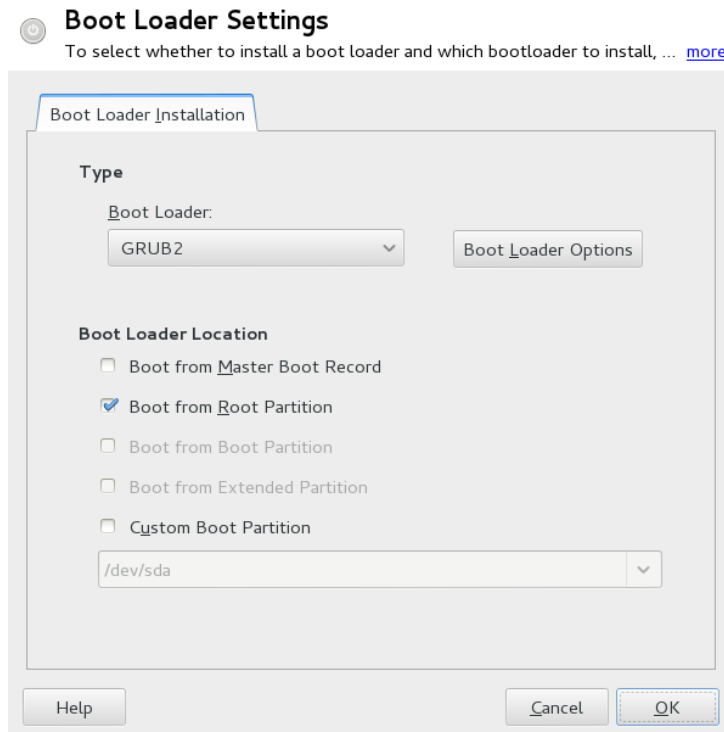 Boot Loader Settings
To select whether to install a boot loader and which bootloader to install, ... more
Boot Loader Installation
Type
Boot Loader:
GRUB2
Boot Loader Options
Boot Loader Location
Boot from Master Boot Record
Boot from Root Partition
Boot from Boot Partition
Boot from Extended Partition
Custom Boot Partition
/dev/sda
Help
Cancel
OK